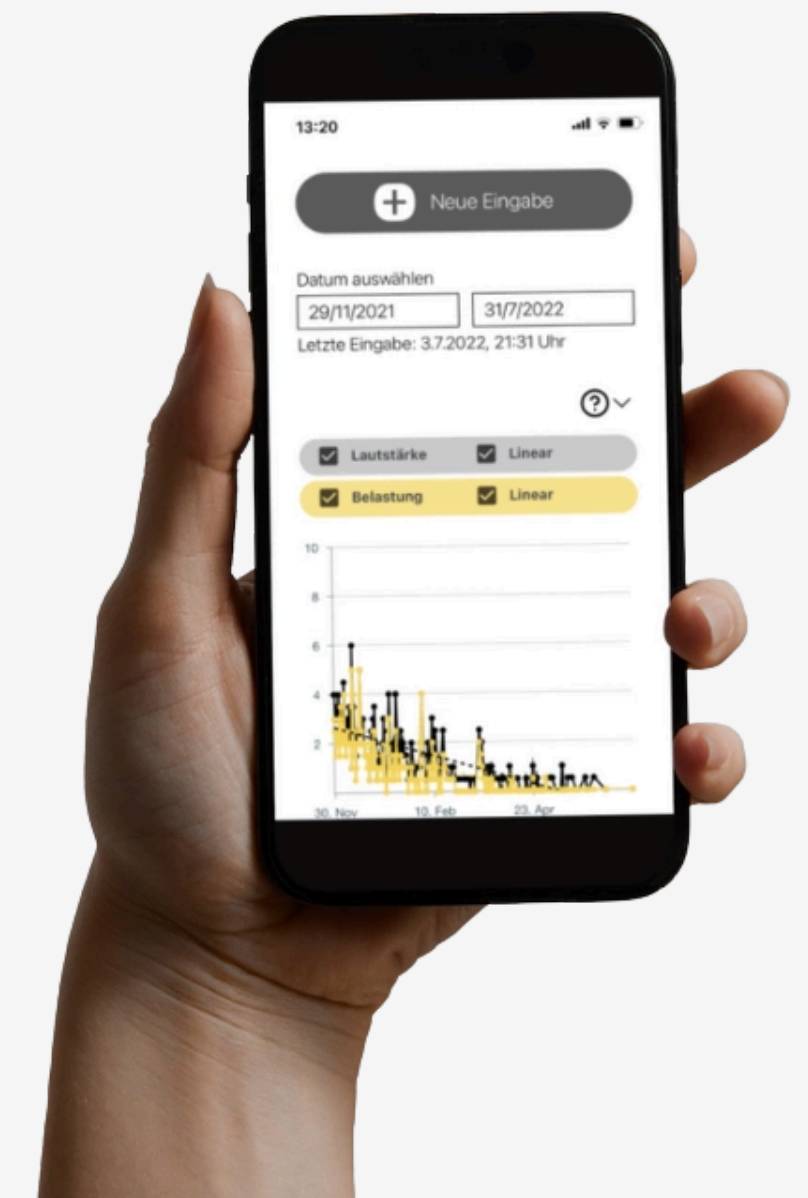 13:20
Neue Eingabe
Datum auswählen
29/11/2021 31/7/2022
Letzte Eingabe: 3.7.2022, 21:31 Uhr
?
Lautstärke Linear
Belastung Linear
10
8
6
4
2
30. Nov 10. Feb 23. Apr